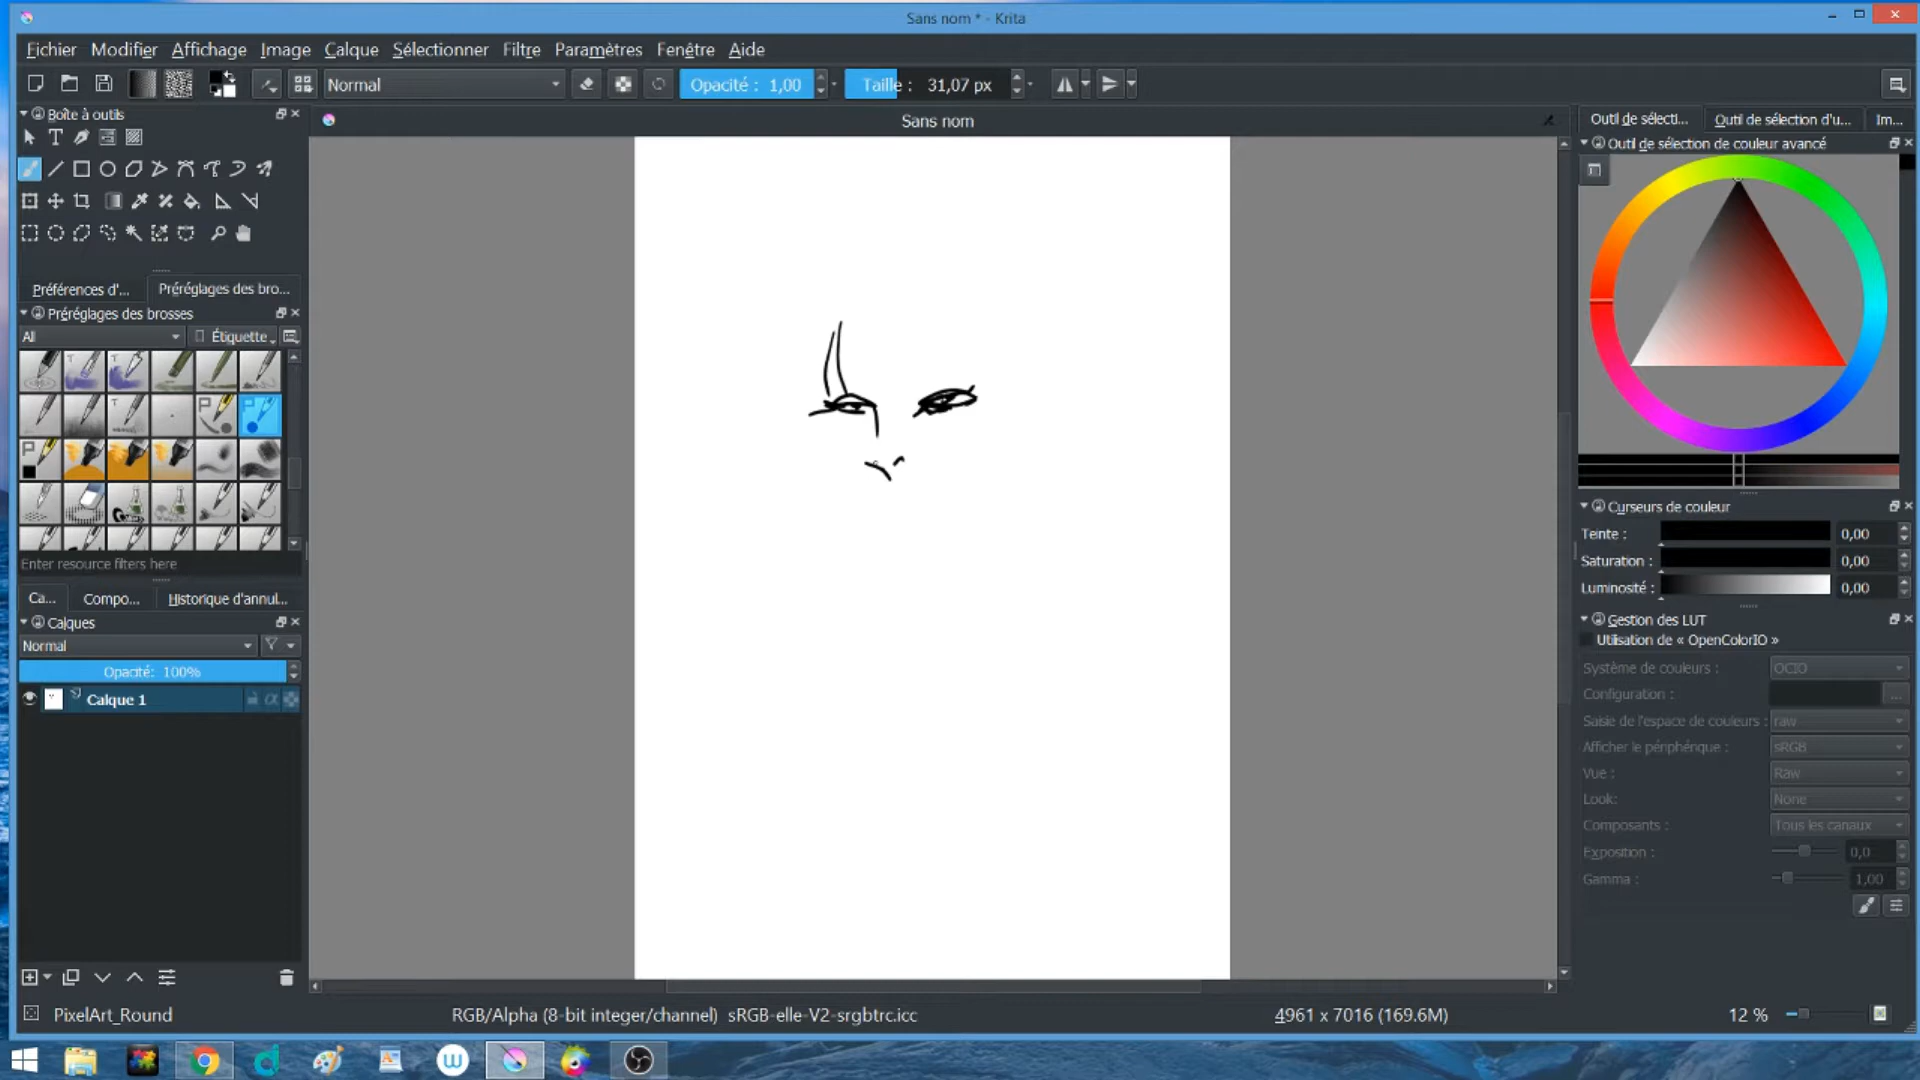 Sans nom * - Krita
Fichier Modifier Affichage Image Calque Sélectionner Filtre Paramètres Fenêtre Aide
Normal Opacité : 1,00 Taille : 31,07 px
Boîte à outils
Sans nom
Outil de sélecti... Outil de sélection d'u... Im...
Outil de sélection de couleur avancé
Préférences d'... Préréglages des bro...
Préréglages des brosses
All Étiquette
Enter resource filters here
Ca... Compo... Historique d'annul...
Calques
Normal
Opacité: 100%
Calque 1
Curseurs de couleur
Teinte : 0,00
Saturation : 0,00
Luminosité : 0,00
Gestion des LUT
Utilisation de « OpenColorIO »
Système de couleurs : OCIO
Configuration : ...
Saisie de l'espace de couleurs : raw
Afficher le périphérique : sRGB
Vue : Raw
Look: None
Composants : Tous les canaux
Exposition : 0,0
Gamma : 1,00
PixelArt_Round RGB/Alpha (8-bit integer/channel) sRGB-elle-V2-srgbtrc.icc 4961 x 7016 (169.6M) 12 %